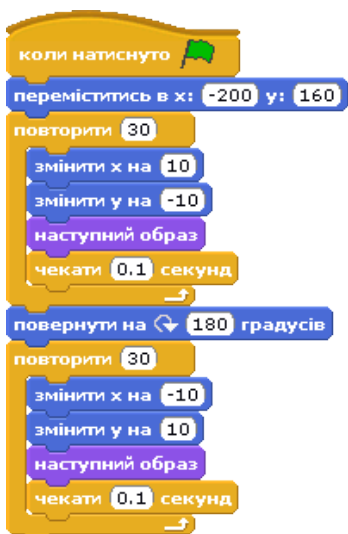 коли натиснуто
переміститись в x: -200 y: 160
повторити 30
змінити x на 10
змінити y на -10
наступний образ
чекати 0.1 секунд
повернути на 180 градусів
повторити 30
змінити x на -10
змінити y на 10
наступний образ
чекати 0.1 секунд